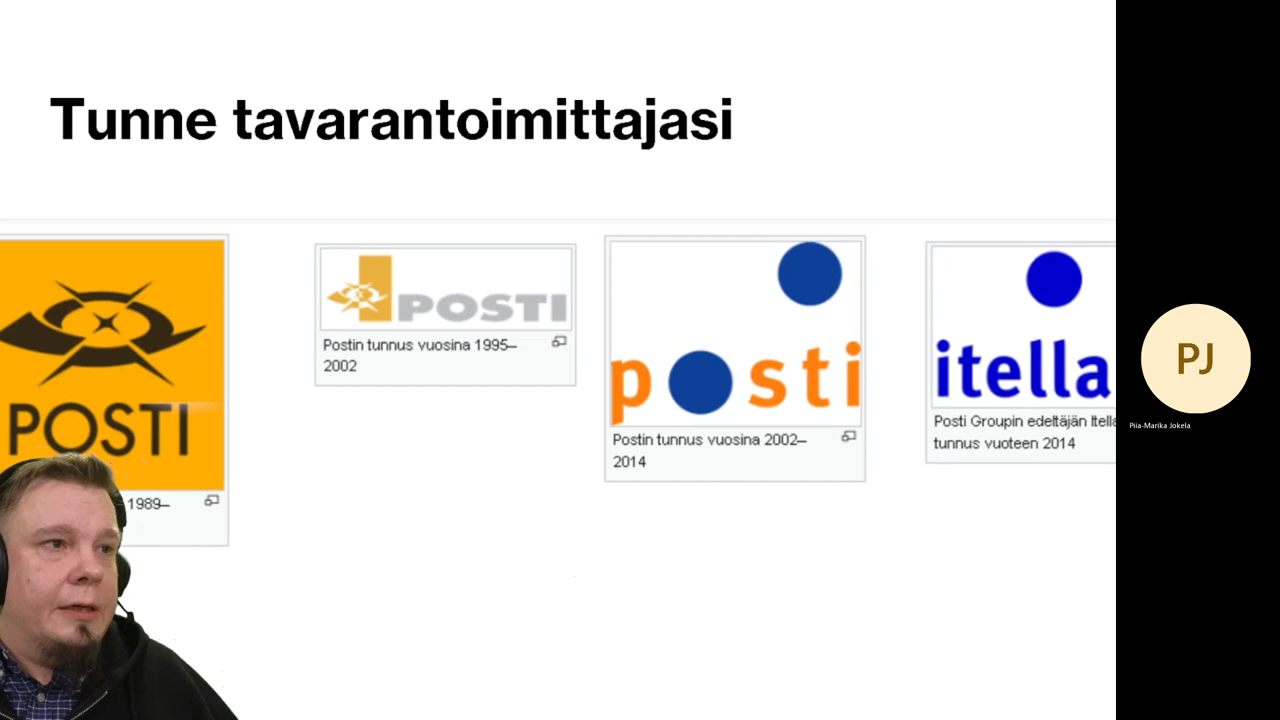 Tunne tavarantoimittajasi
POSTI
1989–
POSTI
Postin tunnus vuosina 1995–
2002
posti
Postin tunnus vuosina 2002–
2014
itella
Posti Groupin edeltäjän Itella
tunnus vuoteen 2014
PJ
Piia-Marika Jokela